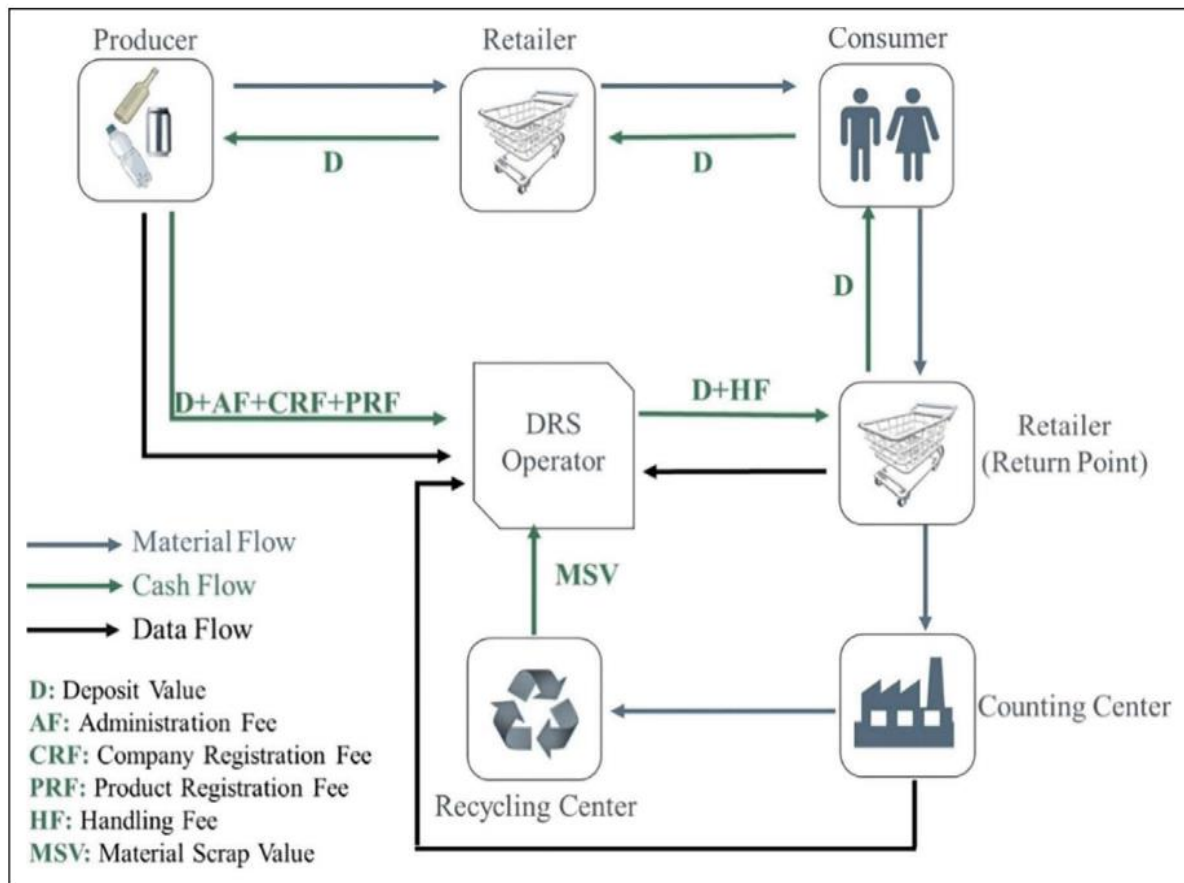 Producer
Retailer
Consumer
D
D
D
D+AF+CRF+PRF
DRS
Operator
D+HF
Retailer
(Return Point)
Material Flow
Cash Flow
Data Flow
MSV
D: Deposit Value
AF: Administration Fee
CRF: Company Registration Fee
PRF: Product Registration Fee
HF: Handling Fee
MSV: Material Scrap Value
Recycling Center
Counting Center